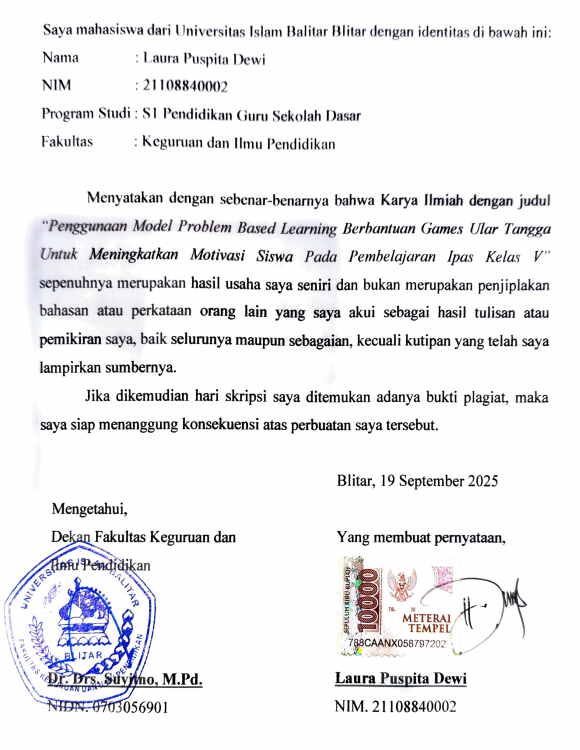 Saya mahasiswa dari Universitas Islam Balitar Blitar dengan identitas di bawah ini:
Nama : Laura Puspita Dewi
NIM : 21108840002
Program Studi : S1 Pendidikan Guru Sekolah Dasar
Fakultas : Keguruan dan Ilmu Pendidikan
Menyatakan dengan sebenar-benarnya bahwa Karya Ilmiah dengan judul
“Penggunaan Model Problem Based Learning Berbantuan Games Ular Tangga
Untuk Meningkatkan Motivasi Siswa Pada Pembelajaran Ipas Kelas V”
sepenuhnya merupakan hasil usaha saya seniri dan bukan merupakan penjiplakan
bahasan atau perkataan orang lain yang saya akui sebagai hasil tulisan atau
pemikiran saya, baik selurunya maupun sebagaian, kecuali kutipan yang telah saya
lampirkan sumbernya.
Jika dikemudian hari skripsi saya ditemukan adanya bukti plagiat, maka
saya siap menanggung konsekuensi atas perbuatan saya tersebut.
Blitar, 19 September 2025
Mengetahui,
Dekan Fakultas Keguruan dan
Ilmu Pendidikan
Yang membuat pernyataan,
UNIVERSITAS ISLAM BALITAR
BLITAR
FAKULTAS KEGURUAN DAN ILMU PENDIDIKAN
SEPULUH RIBU RUPIAH
10000
METERAI
TEMPEL
788CAANX058797202
Dr. Drs. Suyitno, M.Pd.
NIDN. 0703056901
Laura Puspita Dewi
NIM. 21108840002